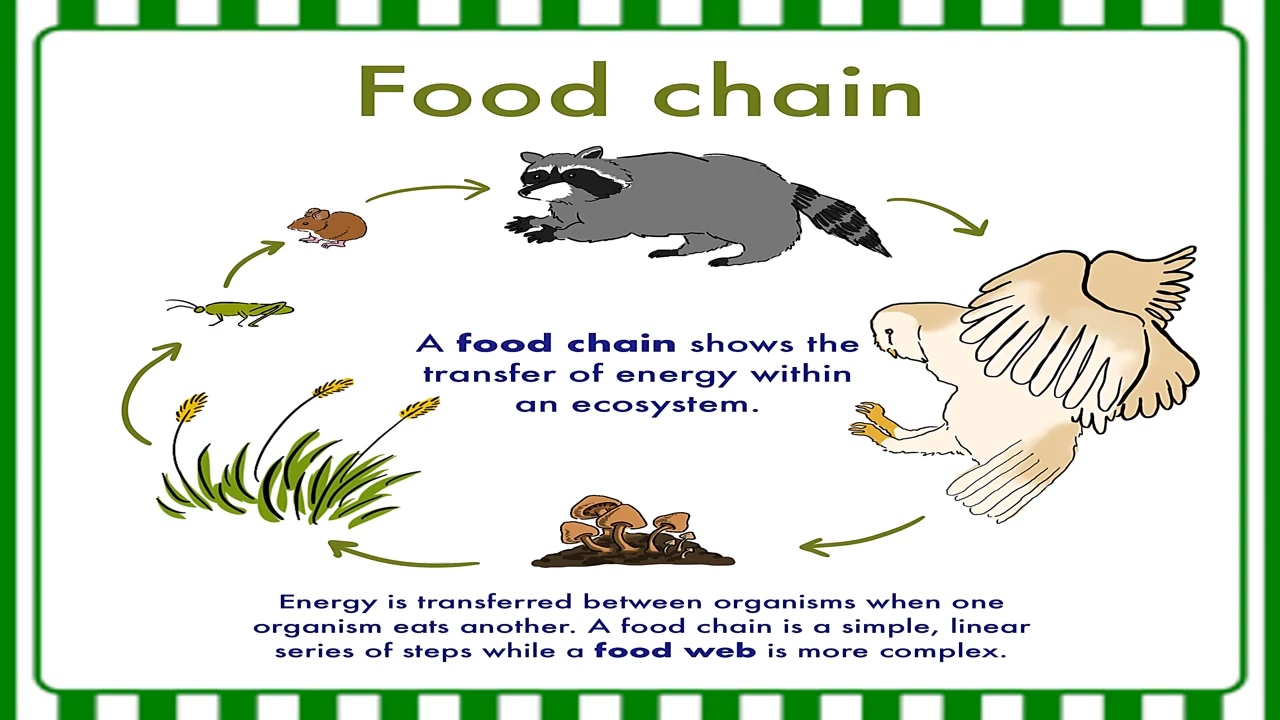 Food chain
A food chain shows the
transfer of energy within
an ecosystem.
Energy is transferred between organisms when one
organism eats another. A food chain is a simple, linear
series of steps while a food web is more complex.